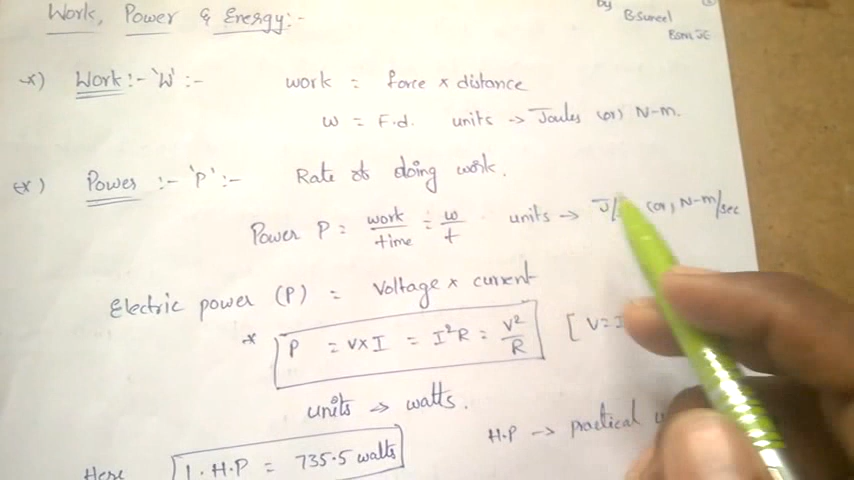 Work, Power & Energy:-
by
B.Suneel
*) Work:- 'W':- work = force × distance
W = F.d. units → Joules (or) N-m.
*) Power :- 'P':- Rate of doing work.
Power P = work/time = W/t units → J/ (or) N-m/sec
Electric power (P) = Voltage × current
* P = V×I = I²R = V²/R [V=I
units → watts.
H.P → practical
Here 1. H.P = 735.5 watts